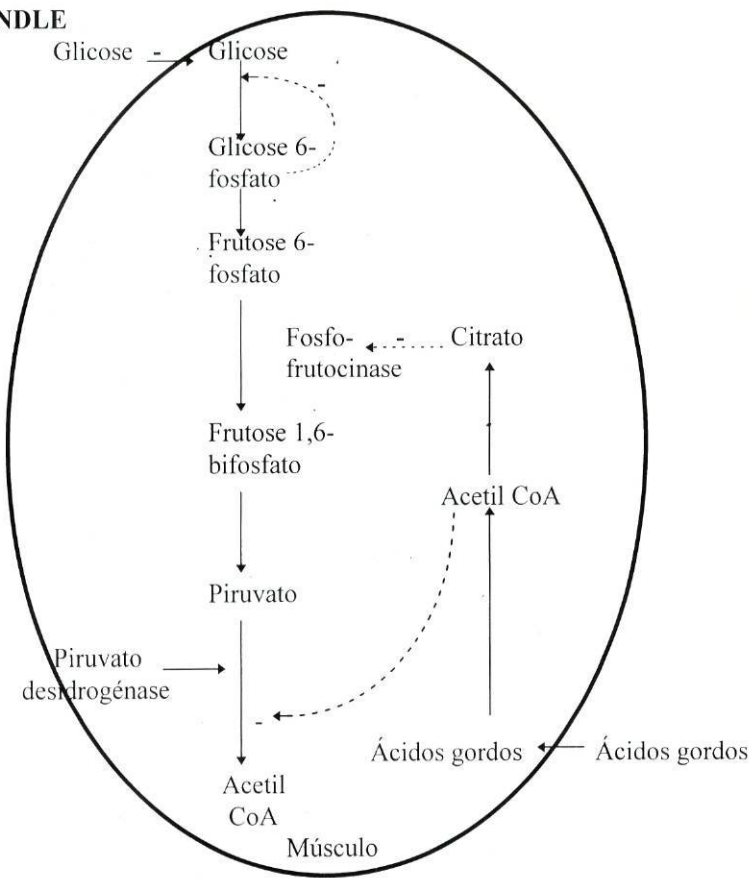 NDLE
Glicose - Glicose
-
Glicose 6-
fosfato
Frutose 6-
fosfato
Fosfo- - Citrato
frutocinase
Frutose 1,6-
bifosfato
Acetil CoA
Piruvato
Piruvato
desidrogénase
-
Ácidos gordos Ácidos gordos
Acetil
CoA
Músculo